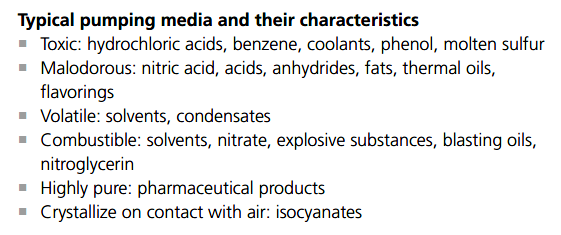 Typical pumping media and their characteristics
▪ Toxic: hydrochloric acids, benzene, coolants, phenol, molten sulfur
▪ Malodorous: nitric acid, acids, anhydrides, fats, thermal oils,
flavorings
▪ Volatile: solvents, condensates
▪ Combustible: solvents, nitrate, explosive substances, blasting oils,
nitroglycerin
▪ Highly pure: pharmaceutical products
▪ Crystallize on contact with air: isocyanates